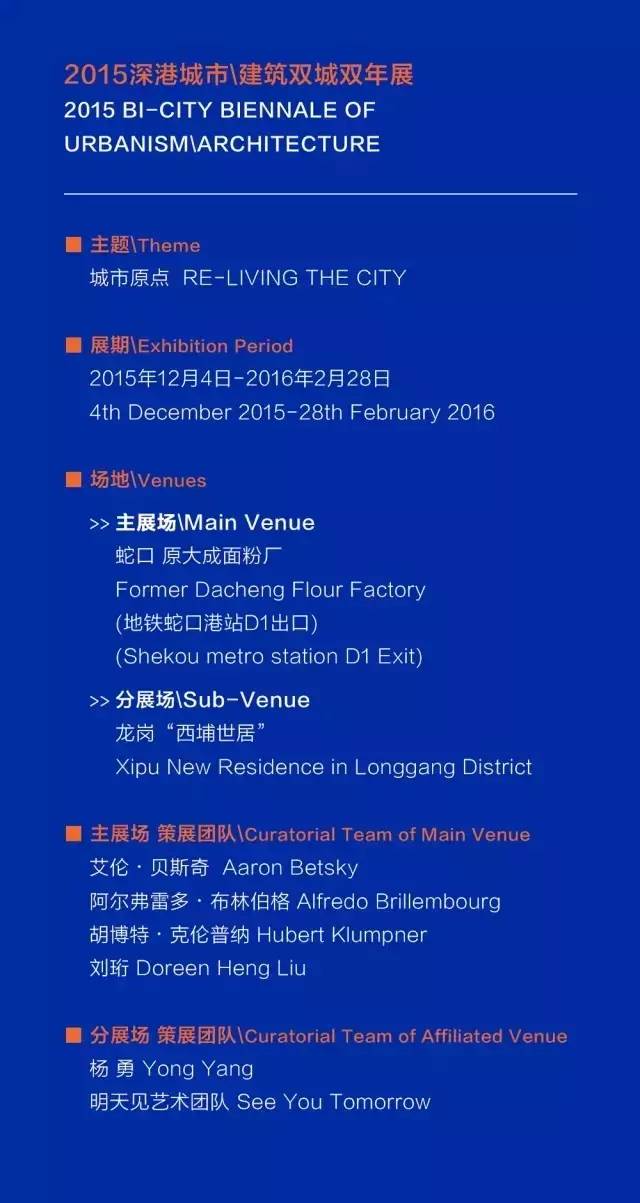 2015深港城市\建筑双城双年展
2015 BI-CITY BIENNALE OF
URBANISM\ARCHITECTURE
主题\Theme
城市原点 RE-LIVING THE CITY
展期\Exhibition Period
2015年12月4日-2016年2月28日
4th December 2015-28th February 2016
场地\Venues
>> 主展场\Main Venue
蛇口 原大成面粉厂
Former Dacheng Flour Factory
(地铁蛇口港站D1出口)
(Shekou metro station D1 Exit)
>> 分展场\Sub-Venue
龙岗“西埔世居”
Xipu New Residence in Longgang District
主展场 策展团队\Curatorial Team of Main Venue
艾伦·贝斯奇 Aaron Betsky
阿尔弗雷多·布林伯格 Alfredo Brillembourg
胡博特·克伦普纳 Hubert Klumpner
刘珩 Doreen Heng Liu
分展场 策展团队\Curatorial Team of Affiliated Venue
杨 勇 Yong Yang
明天见艺术团队 See You Tomorrow